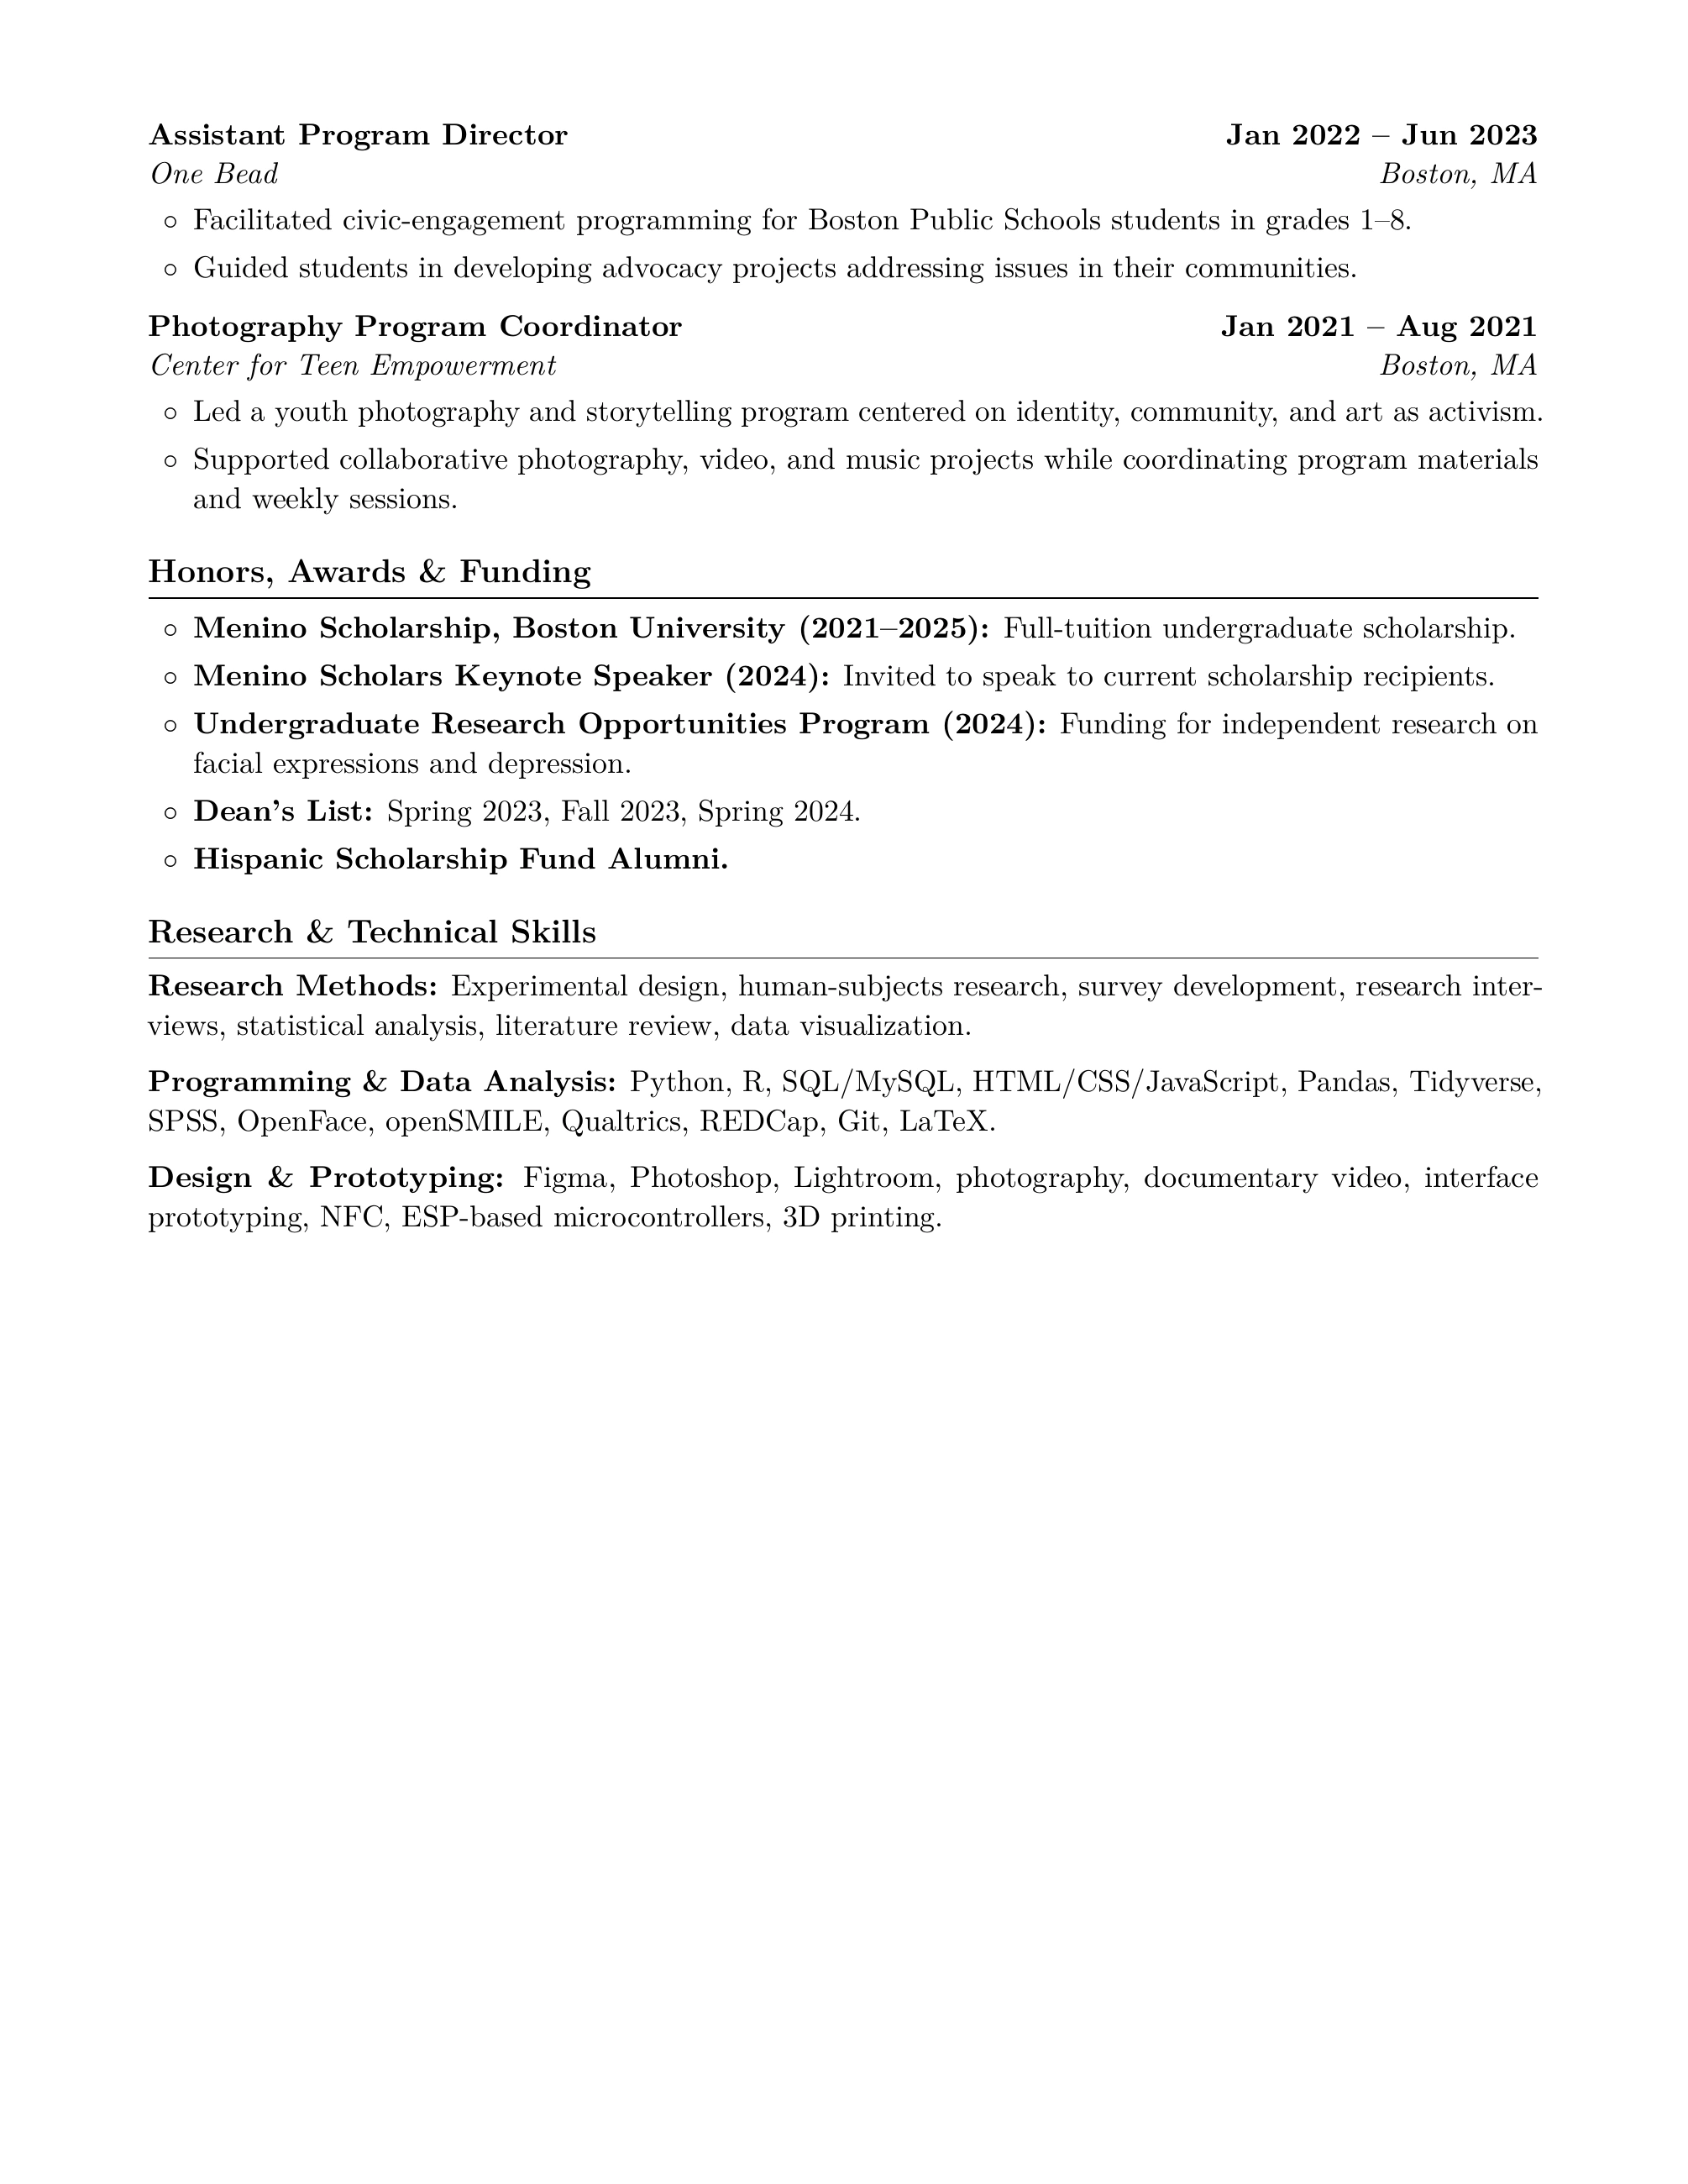 Assistant Program Director Jan 2022 – Jun 2023
One Bead Boston, MA
◦ Facilitated civic-engagement programming for Boston Public Schools students in grades 1–8.
◦ Guided students in developing advocacy projects addressing issues in their communities.
Photography Program Coordinator Jan 2021 – Aug 2021
Center for Teen Empowerment Boston, MA
◦ Led a youth photography and storytelling program centered on identity, community, and art as activism.
◦ Supported collaborative photography, video, and music projects while coordinating program materials
and weekly sessions.
Honors, Awards & Funding
◦ Menino Scholarship, Boston University (2021–2025): Full-tuition undergraduate scholarship.
◦ Menino Scholars Keynote Speaker (2024): Invited to speak to current scholarship recipients.
◦ Undergraduate Research Opportunities Program (2024): Funding for independent research on
facial expressions and depression.
◦ Dean’s List: Spring 2023, Fall 2023, Spring 2024.
◦ Hispanic Scholarship Fund Alumni.
Research & Technical Skills
Research Methods: Experimental design, human-subjects research, survey development, research inter-
views, statistical analysis, literature review, data visualization.
Programming & Data Analysis: Python, R, SQL/MySQL, HTML/CSS/JavaScript, Pandas, Tidyverse,
SPSS, OpenFace, openSMILE, Qualtrics, REDCap, Git, LaTeX.
Design & Prototyping: Figma, Photoshop, Lightroom, photography, documentary video, interface
prototyping, NFC, ESP-based microcontrollers, 3D printing.